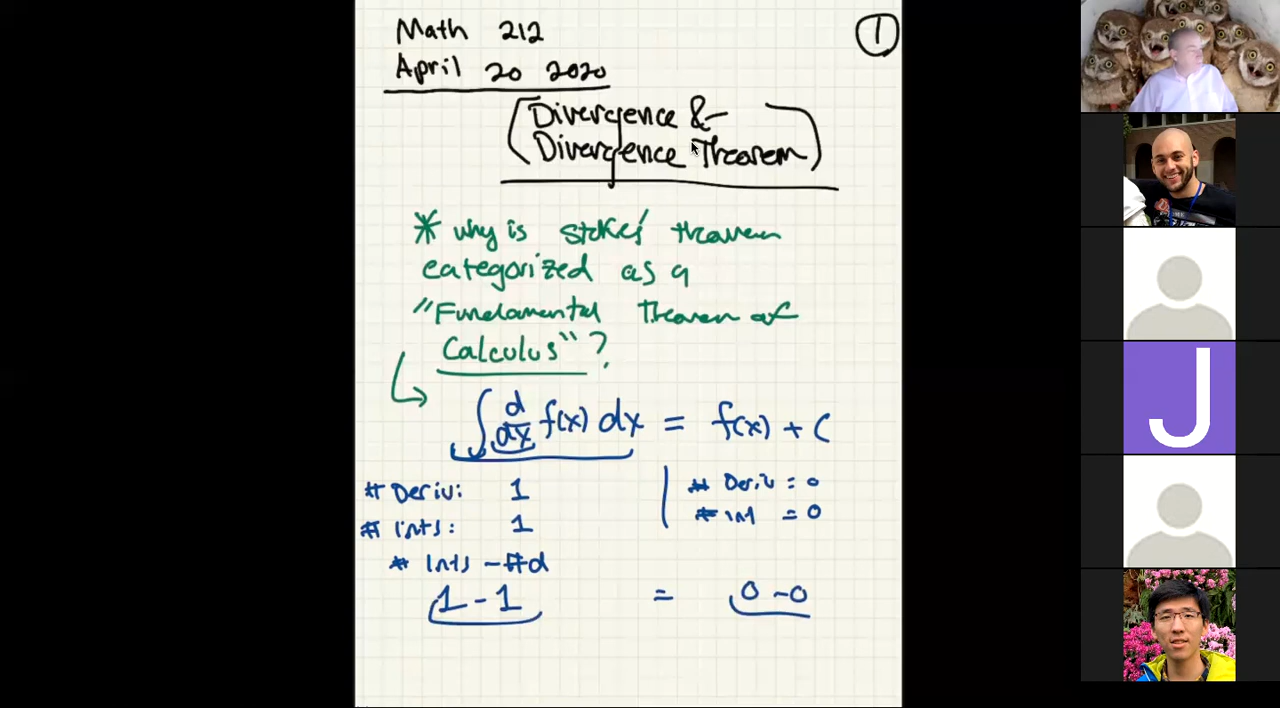 Math 212
①
April 20 2020
(Divergence &
Divergence Theorem)
* why is Stokes' theorem
categorized as a
"Fundamental Theorem of
Calculus"?
∫ d/dx f(x) dx = f(x) + C
# Deriv: 1 # Deriv = 0
# Ints: 1 # Int = 0
# Ints - #d
1 - 1 = 0 - 0
J